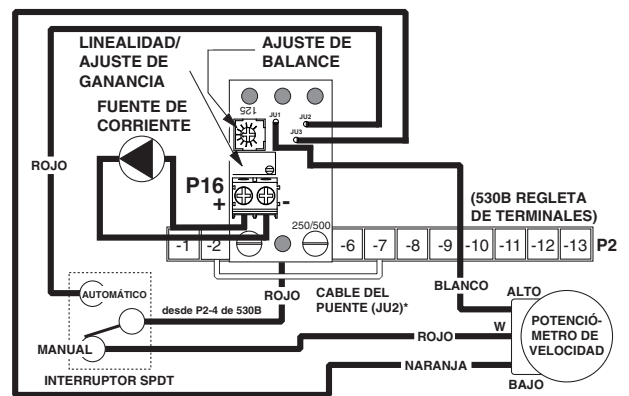 LINEALIDAD/
AJUSTE DE
GANANCIA
AJUSTE DE
BALANCE
FUENTE DE
CORRIENTE
125
JU1
JU2
JU3
ROJO
P16
+
-
250/500
(530B REGLETA
DE TERMINALES)
-1
-2
-6
-7
-8
-9
-10
-11
-12
-13
P2
AUTOMÁTICO
desde P2-4 de 530B
ROJO
CABLE DEL
PUENTE (JU2)*
BLANCO
ALTO
W
POTENCIÓ-
METRO DE
VELOCIDAD
MANUAL
ROJO
NARANJA
BAJO
INTERRUPTOR SPDT